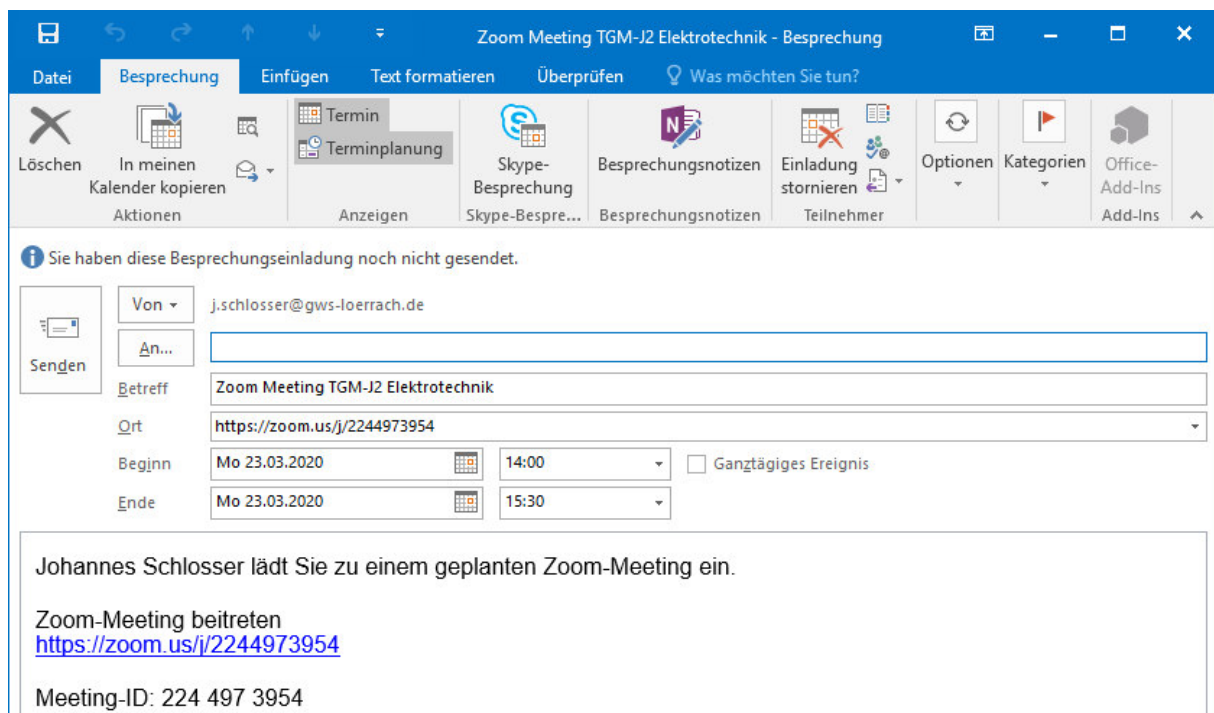 Zoom Meeting TGM-J2 Elektrotechnik - Besprechung
Datei Besprechung Einfügen Text formatieren Überprüfen Was möchten Sie tun?
Löschen
In meinen
Kalender kopieren
Aktionen
Termin
Terminplanung
Anzeigen
Skype-
Besprechung
Skype-Bespre...
Besprechungsnotizen
Besprechungsnotizen
Einladung
stornieren
Teilnehmer
Optionen
Kategorien
Office-
Add-Ins
Add-Ins
Sie haben diese Besprechungseinladung noch nicht gesendet.
Senden
Von j.schlosser@gws-loerrach.de
An...
Betreff Zoom Meeting TGM-J2 Elektrotechnik
Ort https://zoom.us/j/2244973954
Beginn Mo 23.03.2020 14:00 Ganztägiges Ereignis
Ende Mo 23.03.2020 15:30
Johannes Schlosser lädt Sie zu einem geplanten Zoom-Meeting ein.
Zoom-Meeting beitreten
https://zoom.us/j/2244973954
Meeting-ID: 224 497 3954